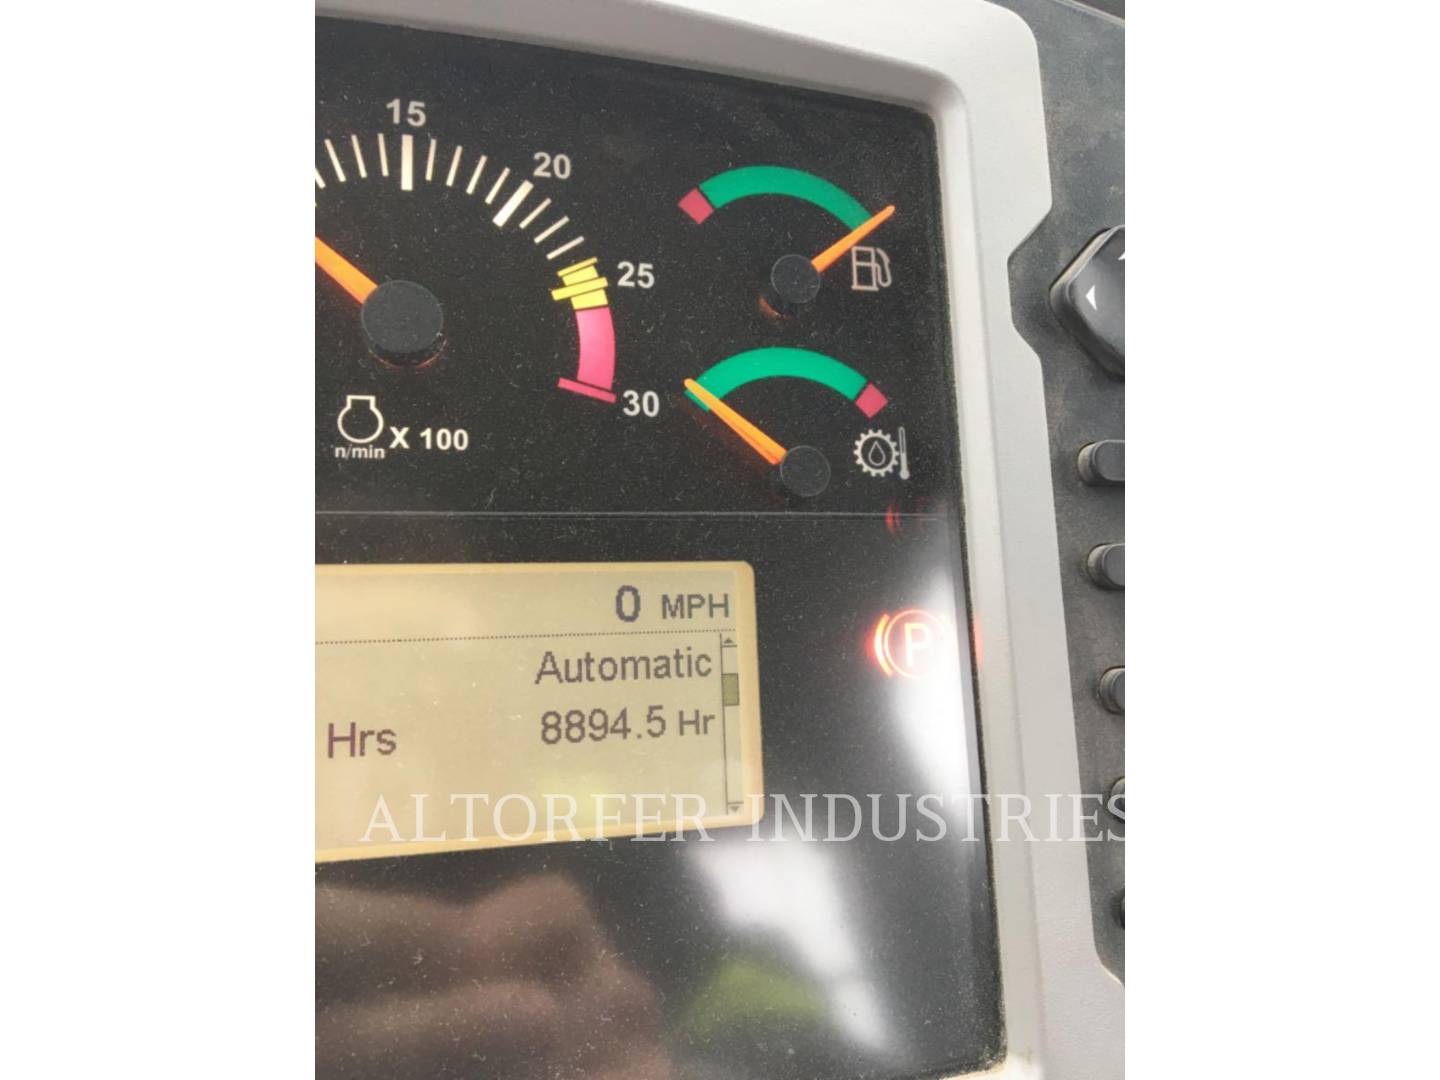 15
20
25
30
X 100
n/min
0 MPH
Automatic
Hrs 8894.5 Hr
P
ALTORFER INDUSTRIES